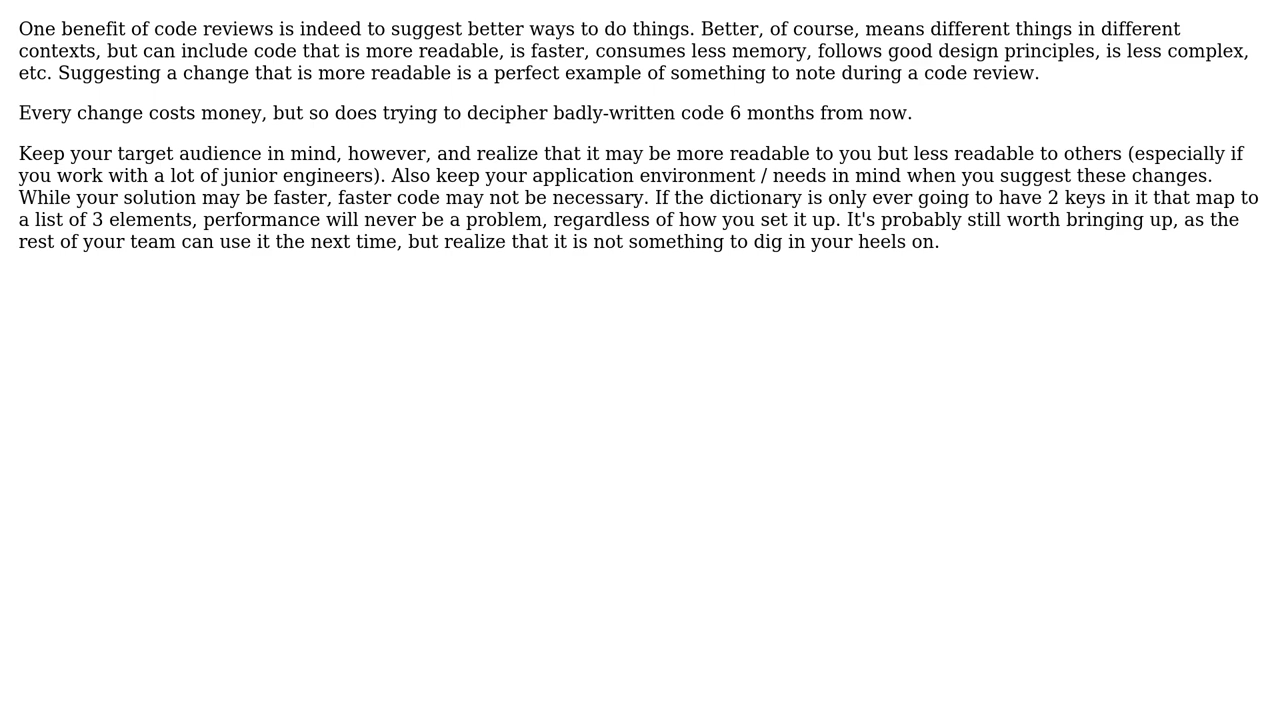 One benefit of code reviews is indeed to suggest better ways to do things. Better, of course, means different things in different
contexts, but can include code that is more readable, is faster, consumes less memory, follows good design principles, is less complex,
etc. Suggesting a change that is more readable is a perfect example of something to note during a code review.
Every change costs money, but so does trying to decipher badly-written code 6 months from now.
Keep your target audience in mind, however, and realize that it may be more readable to you but less readable to others (especially if
you work with a lot of junior engineers). Also keep your application environment / needs in mind when you suggest these changes.
While your solution may be faster, faster code may not be necessary. If the dictionary is only ever going to have 2 keys in it that map to
a list of 3 elements, performance will never be a problem, regardless of how you set it up. It's probably still worth bringing up, as the
rest of your team can use it the next time, but realize that it is not something to dig in your heels on.